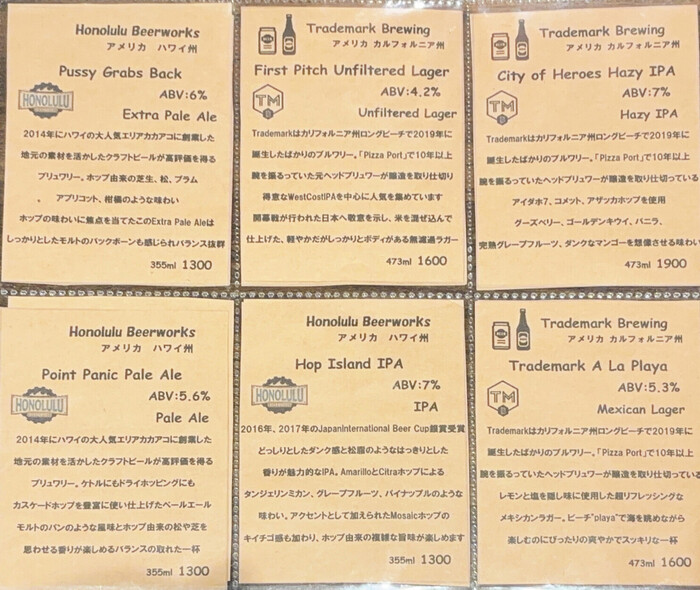 Honolulu Beerworks
アメリカ ハワイ州
Pussy Grabs Back
HONOLULU
ABV:6%
Extra Pale Ale
2014年にハワイの大人気エリアカカアコに創業した
地元の素材を活かしたクラフトビールが高評価を得る
ブリュワリー。ホップ由来の芝生、松、プラム
アプリコット、柑橘のような味わい
ホップの味わいに焦点を当てたこのExtra Pale Aleは
しっかりとしたモルトのバックボーンも感じられバランス抜群
355ml 1300
Trademark Brewing
アメリカ カルフォルニア州
First Pitch Unfiltered Lager
TM
ABV:4.2%
Unfiltered Lager
Trademarkはカリフォルニア州ロングビーチで2019年に
誕生したばかりのブルワリー。「Pizza Port」で10年以上
腕を振るっていた元ヘッドブリュワーが醸造を取り仕切り
得意なWestCostIPAを中心に人気を集めています
開幕戦が行われた日本へ敬意を示し、米を混ぜ込んで
仕上げた、軽やかだがしっかりとボディがある無濾過ラガー
473ml 1600
Trademark Brewing
アメリカ カルフォルニア州
City of Heroes Hazy IPA
TM
ABV:7%
Hazy IPA
Trademarkはカリフォルニア州ロングビーチで2019年に
誕生したばかりのブルワリー。「Pizza Port」で10年以上
腕を振るっていたヘッドブリュワーが醸造を取り仕切っている
アイダホ7、コメット、アザッカホップを使用
グーズベリー、ゴールデンキウイ、バニラ、
完熟グレープフルーツ、ダンクなマンゴーを想像させる味わい
473ml 1900
Honolulu Beerworks
アメリカ ハワイ州
Point Panic Pale Ale
HONOLULU
ABV:5.6%
Pale Ale
2014年にハワイの大人気エリアカカアコに創業した
地元の素材を活かしたクラフトビールが高評価を得る
ブリュワリー。ケトルにもドライホッピングにも
カスケードホップを豊富に使い仕上げたペールエール
モルトのパンのような風味とホップ由来の松や芝を
思わせる香りが楽しめるバランスの取れた一杯
355ml 1300
Honolulu Beerworks
アメリカ ハワイ州
Hop Island IPA
HONOLULU
ABV:7%
IPA
2016年、2017年のJapanInternational Beer Cup銀賞受賞
どっしりとしたダンク感と松脂のようなはっきりとした
香りが魅力的なIPA。AmarilloとCitraホップによる
タンジェリンミカン、グレープフルーツ、パイナップルのような
味わい。アクセントとして加えられたMosaicホップの
キイチゴ感も加わり、ホップ由来の複雑な旨味が楽しめます
355ml 1300
Trademark Brewing
アメリカ カルフォルニア州
Trademark A La Playa
TM
ABV:5.3%
Mexican Lager
Trademarkはカリフォルニア州ロングビーチで2019年に
誕生したばかりのブルワリー。「Pizza Port」で10年以上
腕を振るっていたヘッドブリュワーが醸造を取り仕切っている
レモンと塩を隠し味に使用した超リフレッシングな
メキシカンラガー。ビーチ"playa"で海を眺めながら
楽しむのにぴったりの爽やかでスッキリな一杯
473ml 1600